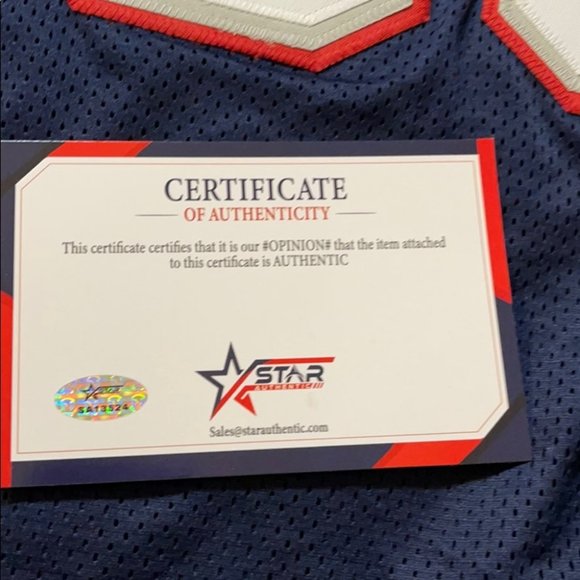 CERTIFICATE
OF AUTHENTICITY
This certificate certifies that it is our #OPINION# that the item attached
to this certificate is AUTHENTIC
STAR
AUTHENTIC
SA13524
Sales@starauthentic.com